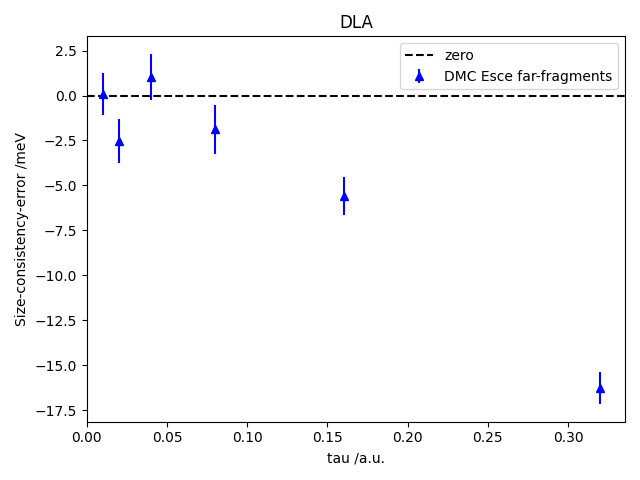 DLA
zero
DMC Esce far-fragments
Size-consistency-error /meV
2.5
0.0
−2.5
−5.0
−7.5
−10.0
−12.5
−15.0
−17.5
0.00 0.05 0.10 0.15 0.20 0.25 0.30
tau /a.u.